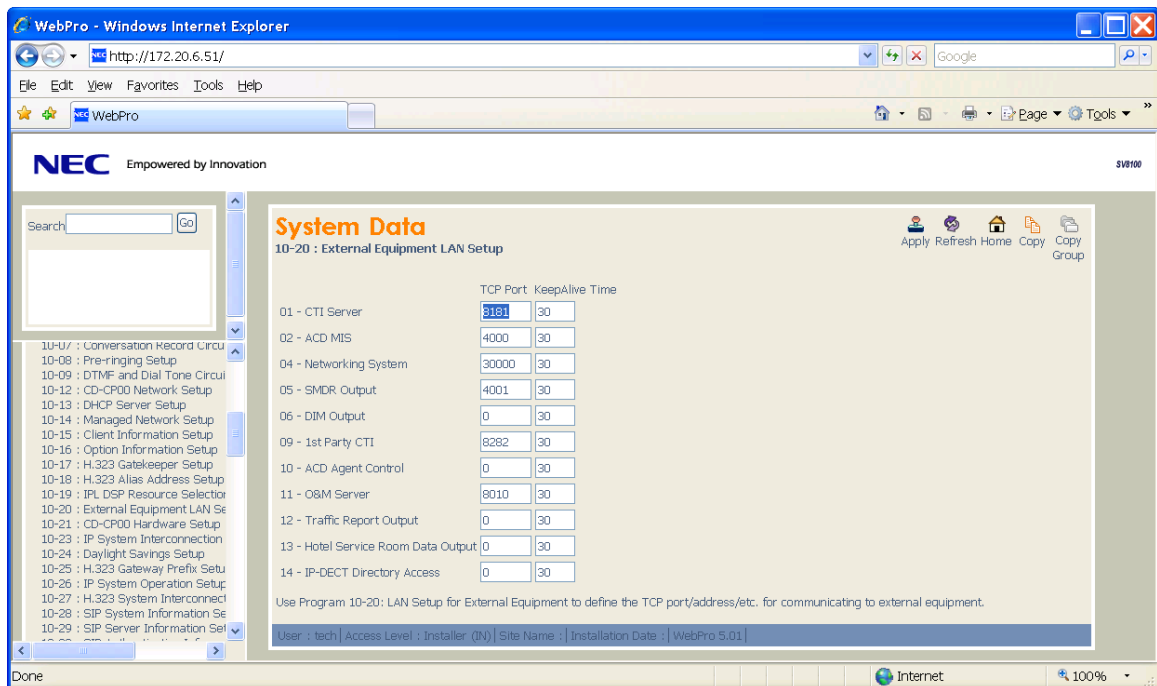 WebPro - Windows Internet Explorer
http://172.20.6.51/
Google
File Edit View Favorites Tools Help
WebPro
Page Tools
NEC Empowered by Innovation
SV8100
Search Go
10-07 : Conversation Record Circu
10-08 : Pre-ringing Setup
10-09 : DTMF and Dial Tone Circui
10-12 : CD-CP00 Network Setup
10-13 : DHCP Server Setup
10-14 : Managed Network Setup
10-15 : Client Information Setup
10-16 : Option Information Setup
10-17 : H.323 Gatekeeper Setup
10-18 : H.323 Alias Address Setup
10-19 : IPL DSP Resource Selection
10-20 : External Equipment LAN Se
10-21 : CD-CP00 Hardware Setup
10-23 : IP System Interconnection
10-24 : Daylight Savings Setup
10-25 : H.323 Gateway Prefix Setu
10-26 : IP System Operation Setup
10-27 : H.323 System Interconnect
10-28 : SIP System Information Se
10-29 : SIP Server Information Set
System Data
10-20 : External Equipment LAN Setup
Apply Refresh Home Copy Copy Group
TCP Port KeepAlive Time
01 - CTI Server 8181 30
02 - ACD MIS 4000 30
04 - Networking System 30000 30
05 - SMDR Output 4001 30
06 - DIM Output 0 30
09 - 1st Party CTI 8282 30
10 - ACD Agent Control 0 30
11 - O&M Server 8010 30
12 - Traffic Report Output 0 30
13 - Hotel Service Room Data Output 0 30
14 - IP-DECT Directory Access 0 30
Use Program 10-20: LAN Setup for External Equipment to define the TCP port/address/etc. for communicating to external equipment.
User : tech | Access Level : Installer (IN) | Site Name : | Installation Date : | WebPro 5.01 |
Done
Internet
100%